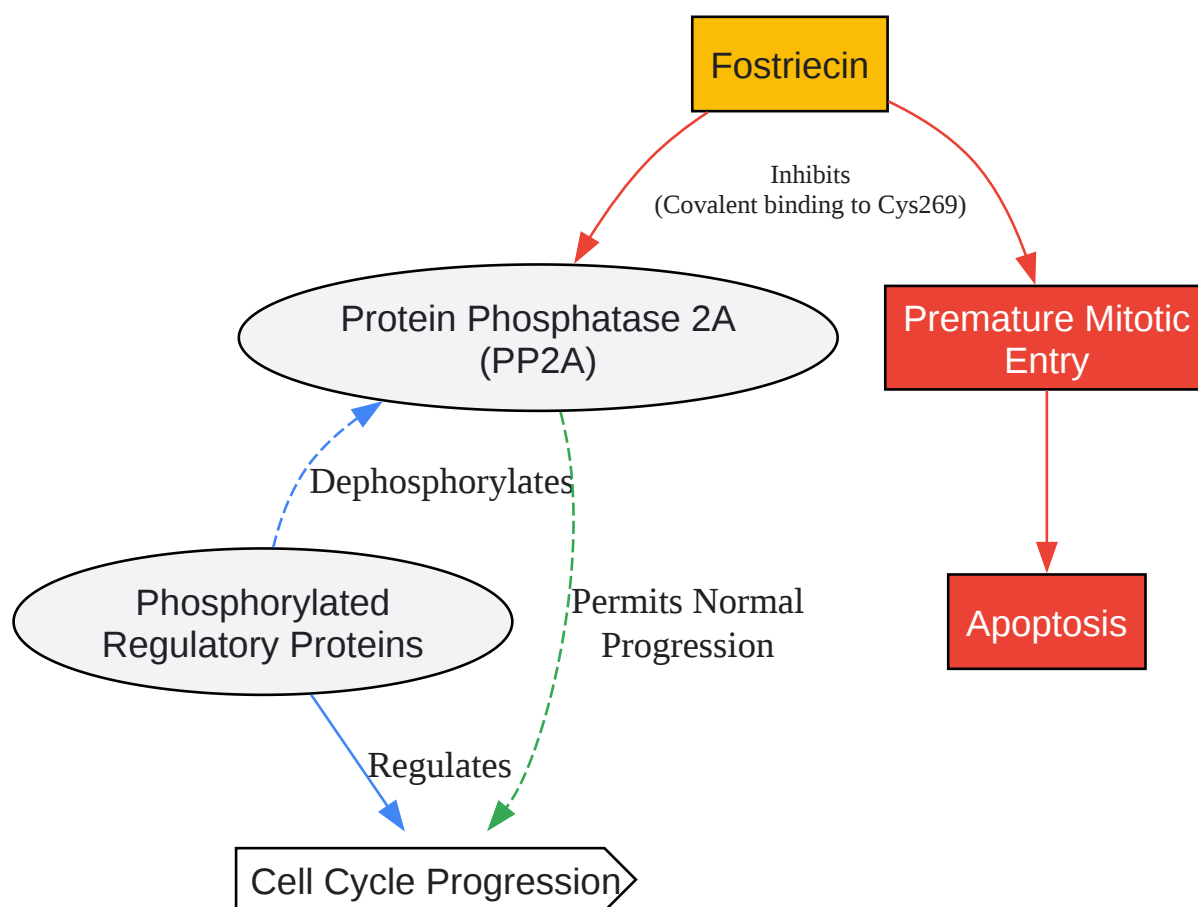 Fostriecin
Inhibits
(Covalent binding to Cys269)
Protein Phosphatase 2A
(PP2A)
Premature Mitotic
Entry
Dephosphorylates
Phosphorylated
Regulatory Proteins
Permits Normal
Progression
Apoptosis
Regulates
Cell Cycle Progression